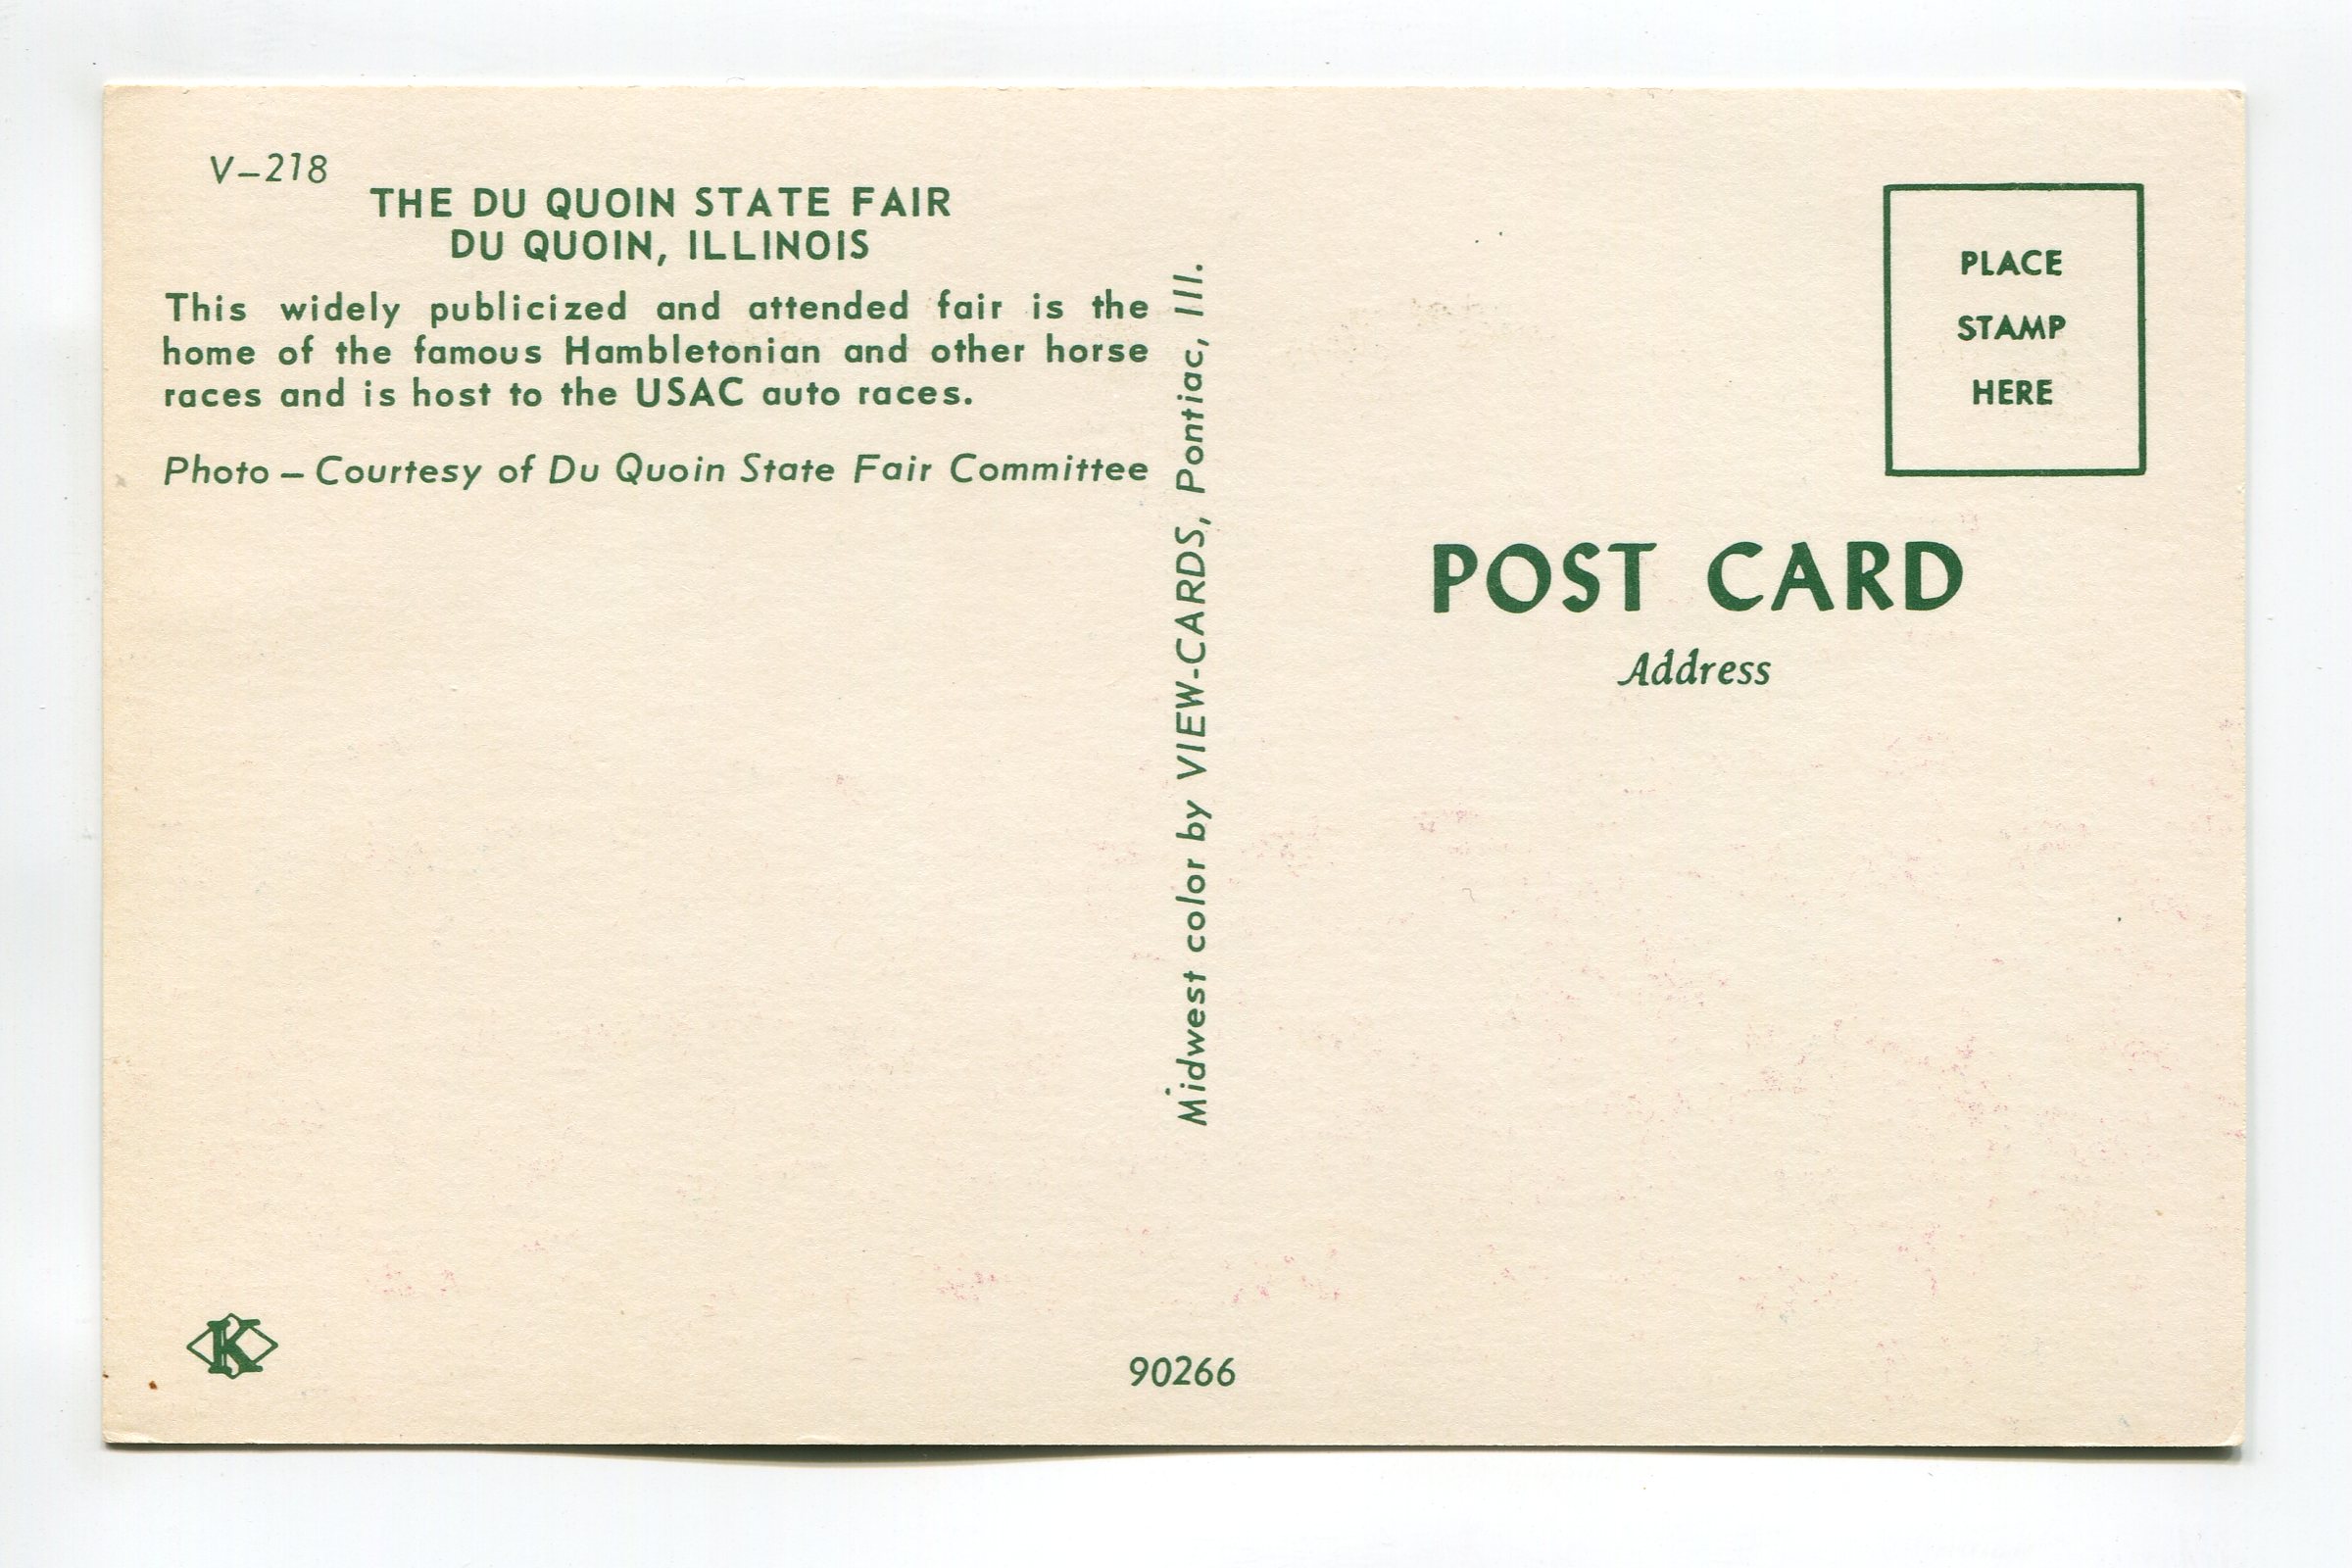 V-218
THE DU QUOIN STATE FAIR
DU QUOIN, ILLINOIS
This widely publicized and attended fair is the
home of the famous Hambletonian and other horse
races and is host to the USAC auto races.
Photo – Courtesy of Du Quoin State Fair Committee
Midwest color by VIEW-CARDS, Pontiac, Ill.
PLACE
STAMP
HERE
POST CARD
Address
K
90266